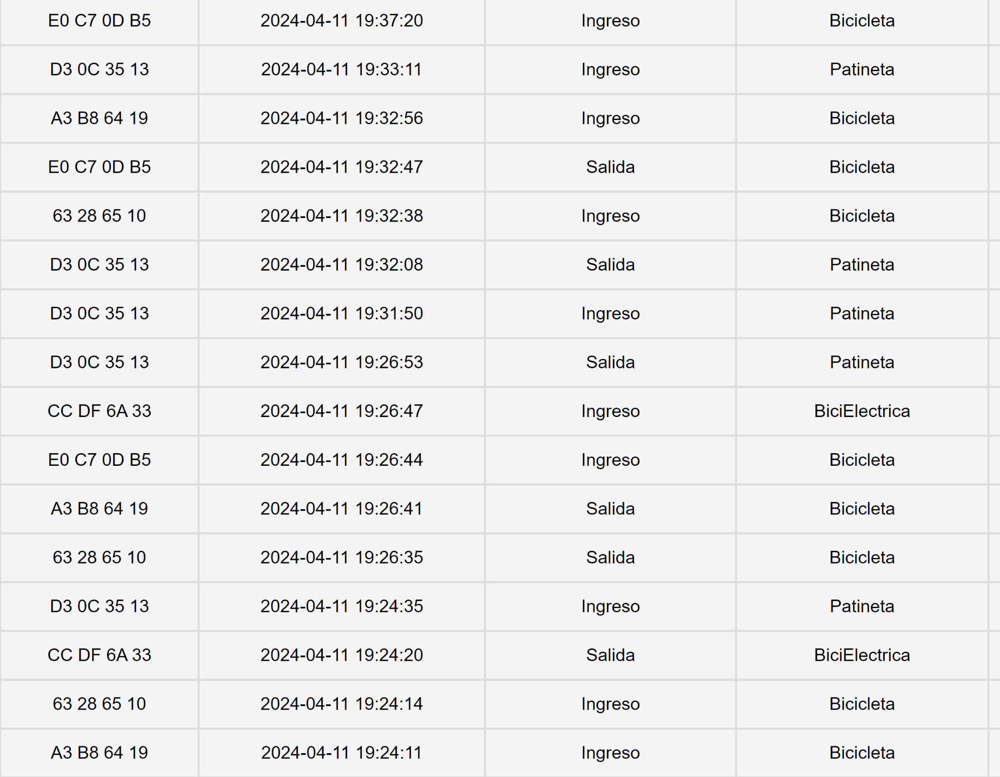 E0 C7 0D B5 2024-04-11 19:37:20 Ingreso Bicicleta
D3 0C 35 13 2024-04-11 19:33:11 Ingreso Patineta
A3 B8 64 19 2024-04-11 19:32:56 Ingreso Bicicleta
E0 C7 0D B5 2024-04-11 19:32:47 Salida Bicicleta
63 28 65 10 2024-04-11 19:32:38 Ingreso Bicicleta
D3 0C 35 13 2024-04-11 19:32:08 Salida Patineta
D3 0C 35 13 2024-04-11 19:31:50 Ingreso Patineta
D3 0C 35 13 2024-04-11 19:26:53 Salida Patineta
CC DF 6A 33 2024-04-11 19:26:47 Ingreso BiciElectrica
E0 C7 0D B5 2024-04-11 19:26:44 Ingreso Bicicleta
A3 B8 64 19 2024-04-11 19:26:41 Salida Bicicleta
63 28 65 10 2024-04-11 19:26:35 Salida Bicicleta
D3 0C 35 13 2024-04-11 19:24:35 Ingreso Patineta
CC DF 6A 33 2024-04-11 19:24:20 Salida BiciElectrica
63 28 65 10 2024-04-11 19:24:14 Ingreso Bicicleta
A3 B8 64 19 2024-04-11 19:24:11 Ingreso Bicicleta